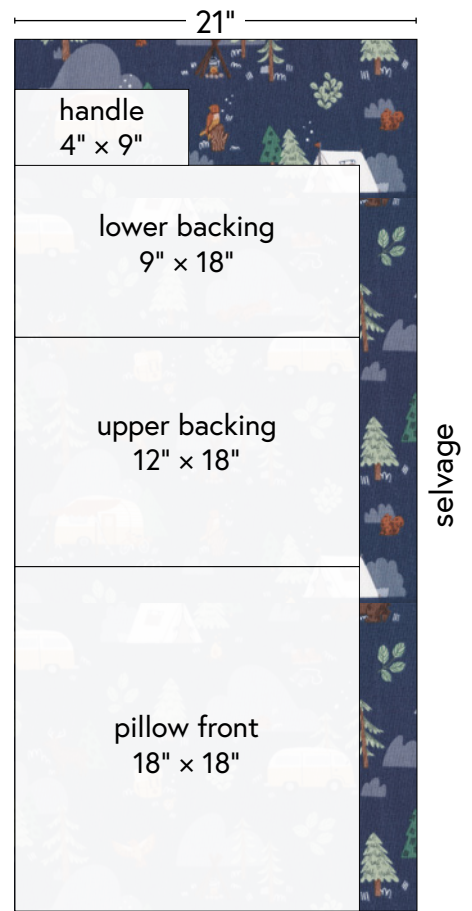 21"
handle
4" × 9"
lower backing
9" × 18"
upper backing
12" × 18"
selvage
pillow front
18" × 18"